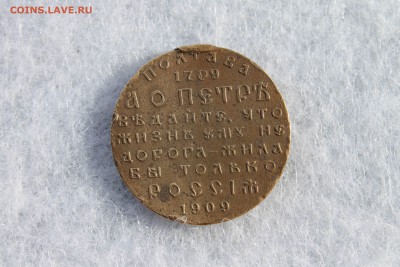 COINS.LAVE.RU
ПОЛТАВА
1709
А О ПЕТРѢ
ВѢДАЙТЕ, ЧТО
ЖИЗНЬ ЕМУ НЕ
ДОРОГА - ЖИЛА
БЫ ТОЛЬКО
РОССІЯ
1909